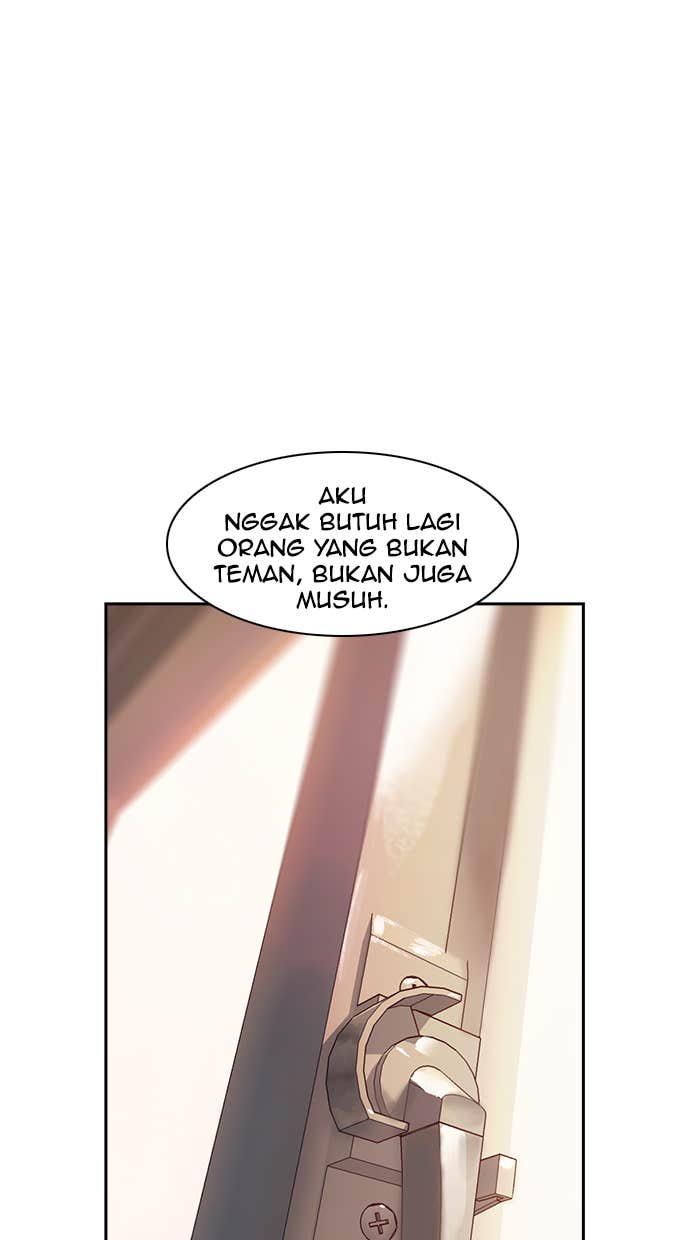 AKU
NGGAK BUTUH LAGI
ORANG YANG BUKAN
TEMAN, BUKAN JUGA
MUSUH.